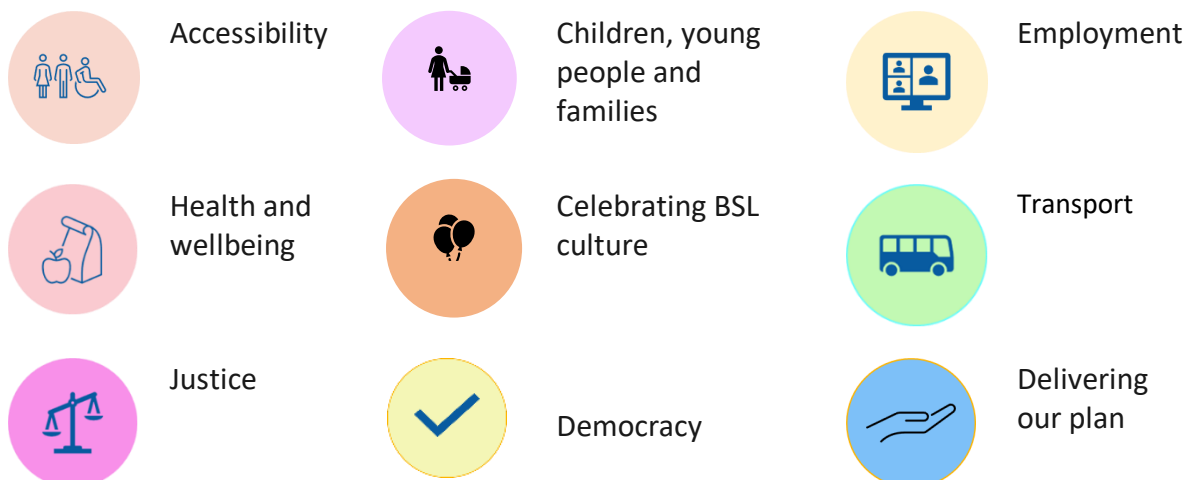 Accessibility
Children, young
people and
families
Employment
Health and
wellbeing
Celebrating BSL
culture
Transport
Justice
Democracy
Delivering
our plan